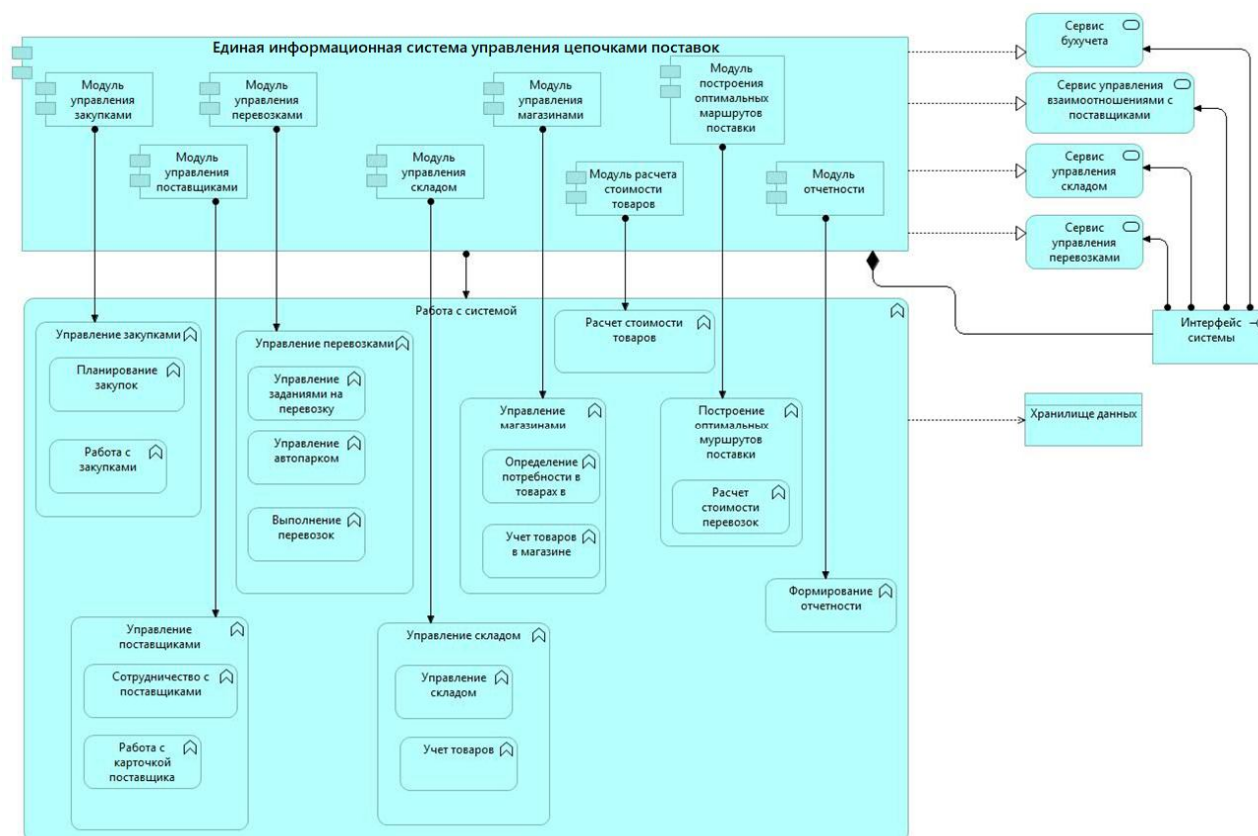 Единая информационная система управления цепочками поставок
Модуль
управления
закупками
Модуль
управления
перевозками
Модуль
управления
магазинами
Модуль
построения
оптимальных
маршрутов
поставки
Модуль
управления
поставщиками
Модуль
управления
складом
Модуль расчета
стоимости
товаров
Модуль
отчетности
Сервис
бухучета
Сервис управления
взаимоотношениями с
поставщиками
Сервис
управления
складом
Сервис
управления
перевозками
Интерфейс
системы
Хранилище данных
Работа с системой
Управление закупками
Планирование
закупок
Работа с
закупками
Управление перевозками
Управление
заданиями на
перевозку
Управление
автопарком
Выполнение
перевозок
Управление
магазинами
Определение
потребности в
товарах в
Учет товаров
в магазине
Расчет стоимости
товаров
Построение
оптимальных
муршрутов
поставки
Расчет
стоимости
перевозок
Формирование
отчетности
Управление
поставщиками
Сотрудничество с
поставщиками
Работа с
карточкой
поставщика
Управление складом
Управление
складом
Учет товаров